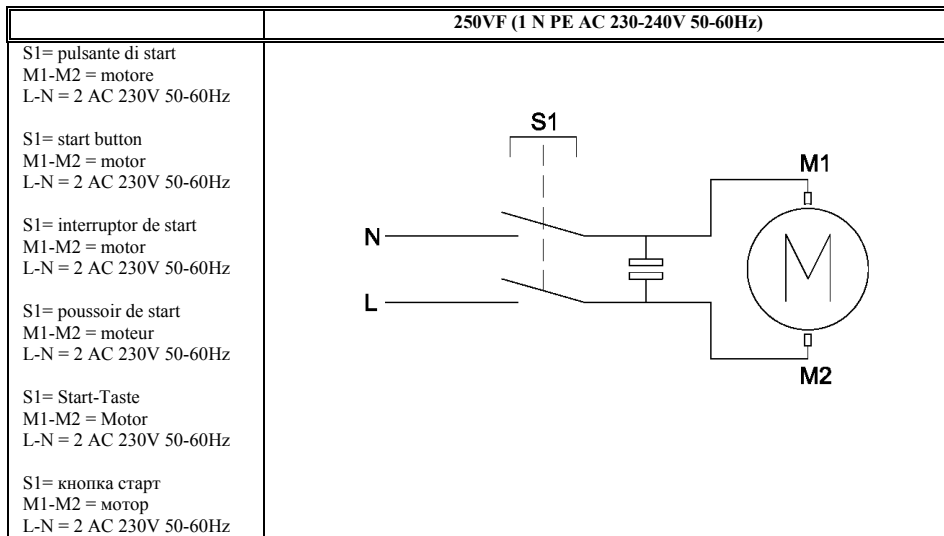 250VF (1 N PE AC 230-240V 50-60Hz)
S1= pulsante di start
M1-M2 = motore
L-N = 2 AC 230V 50-60Hz
S1= start button
M1-M2 = motor
L-N = 2 AC 230V 50-60Hz
S1= interruptor de start
M1-M2 = motor
L-N = 2 AC 230V 50-60Hz
S1= poussoir de start
M1-M2 = moteur
L-N = 2 AC 230V 50-60Hz
S1= Start-Taste
M1-M2 = Motor
L-N = 2 AC 230V 50-60Hz
S1= кнопка старт
M1-M2 = мотор
L-N = 2 AC 230V 50-60Hz
S1
M1
N
M
L
M2